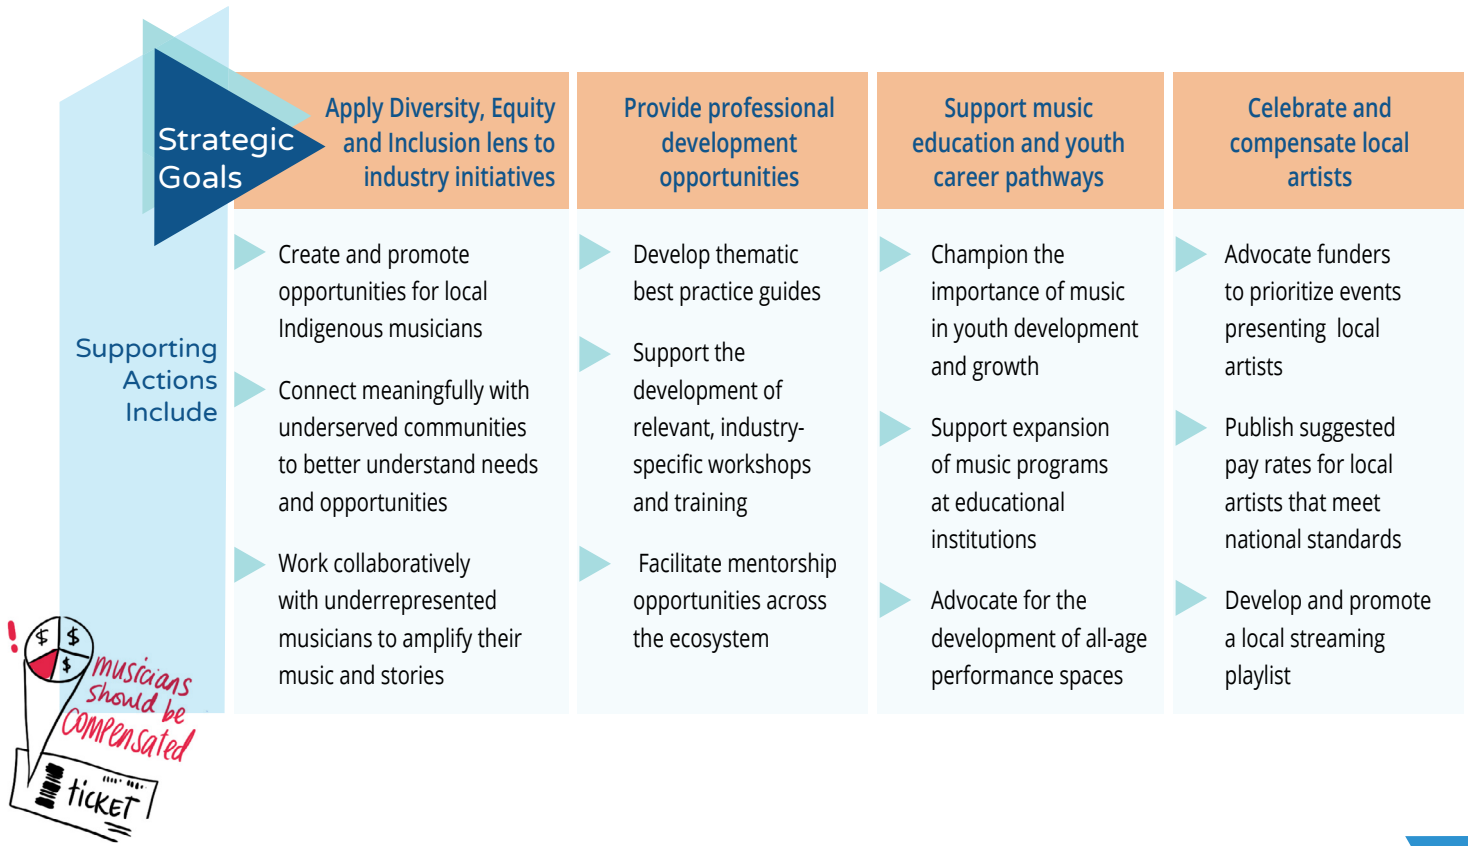 Strategic
Goals
Apply Diversity, Equity
and Inclusion lens to
industry initiatives
Provide professional
development
opportunities
Support music
education and youth
career pathways
Celebrate and
compensate local
artists
Supporting
Actions
Include
Create and promote
opportunities for local
Indigenous musicians
Connect meaningfully with
underserved communities
to better understand needs
and opportunities
Work collaboratively
with underrepresented
musicians to amplify their
music and stories
Develop thematic
best practice guides
Support the
development of
relevant, industry-
specific workshops
and training
Facilitate mentorship
opportunities across
the ecosystem
Champion the
importance of music
in youth development
and growth
Support expansion
of music programs
at educational
institutions
Advocate for the
development of all-age
performance spaces
Advocate funders
to prioritize events
presenting local
artists
Publish suggested
pay rates for local
artists that meet
national standards
Develop and promote
a local streaming
playlist
! $ $
$
musicians
should be
COMPENSATED
TICKET